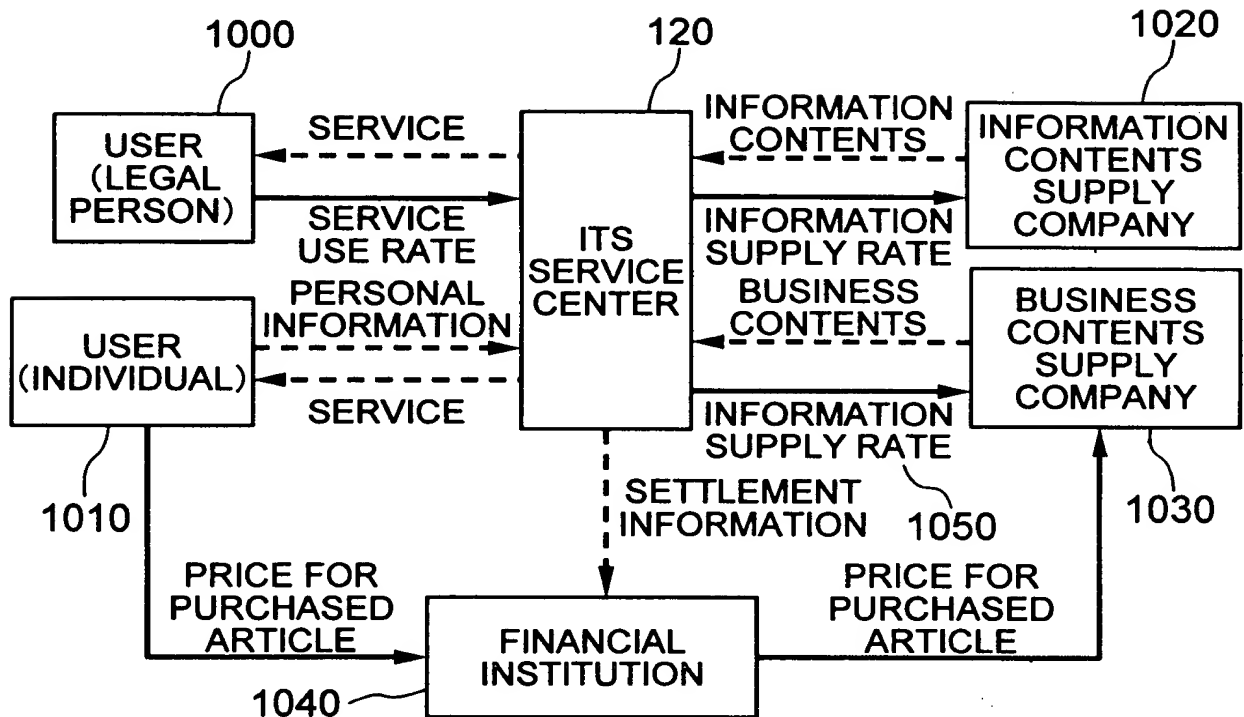 1000
120
1020
USER
(LEGAL
PERSON)
SERVICE
SERVICE
USE RATE
ITS
SERVICE
CENTER
INFORMATION
CONTENTS
INFORMATION
SUPPLY RATE
INFORMATION
CONTENTS
SUPPLY
COMPANY
USER
(INDIVIDUAL)
PERSONAL
INFORMATION
SERVICE
BUSINESS
CONTENTS
INFORMATION
SUPPLY RATE
BUSINESS
CONTENTS
SUPPLY
COMPANY
1010
SETTLEMENT
INFORMATION
1050
1030
PRICE FOR
PURCHASED
ARTICLE
FINANCIAL
INSTITUTION
PRICE FOR
PURCHASED
ARTICLE
1040